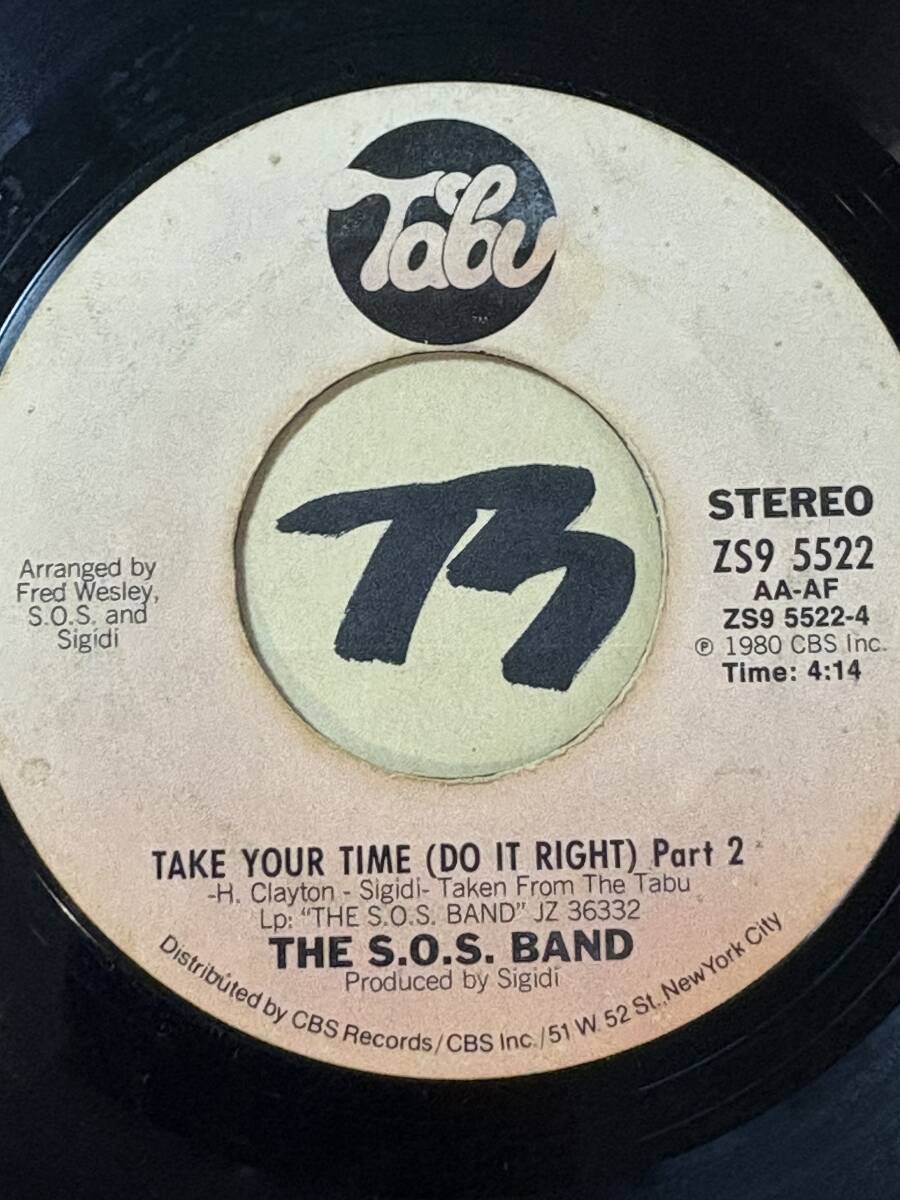 Tabu
TM
STEREO
ZS9 5522
AA-AF
ZS9 5522-4
℗ 1980 CBS Inc.
Time: 4:14
Arranged by
Fred Wesley,
S.O.S. and
Sigidi
TB
TAKE YOUR TIME (DO IT RIGHT) Part 2
-H. Clayton - Sigidi- Taken From The Tabu
Lp: "THE S.O.S. BAND" JZ 36332
THE S.O.S. BAND
Produced by Sigidi
Distributed by CBS Records/CBS Inc./51 W. 52 St., New York City